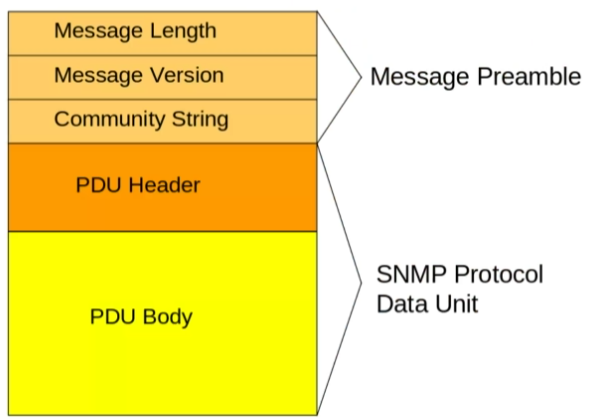 Message Length
Message Version
Message Preamble
Community String
PDU Header
SNMP Protocol
Data Unit
PDU Body